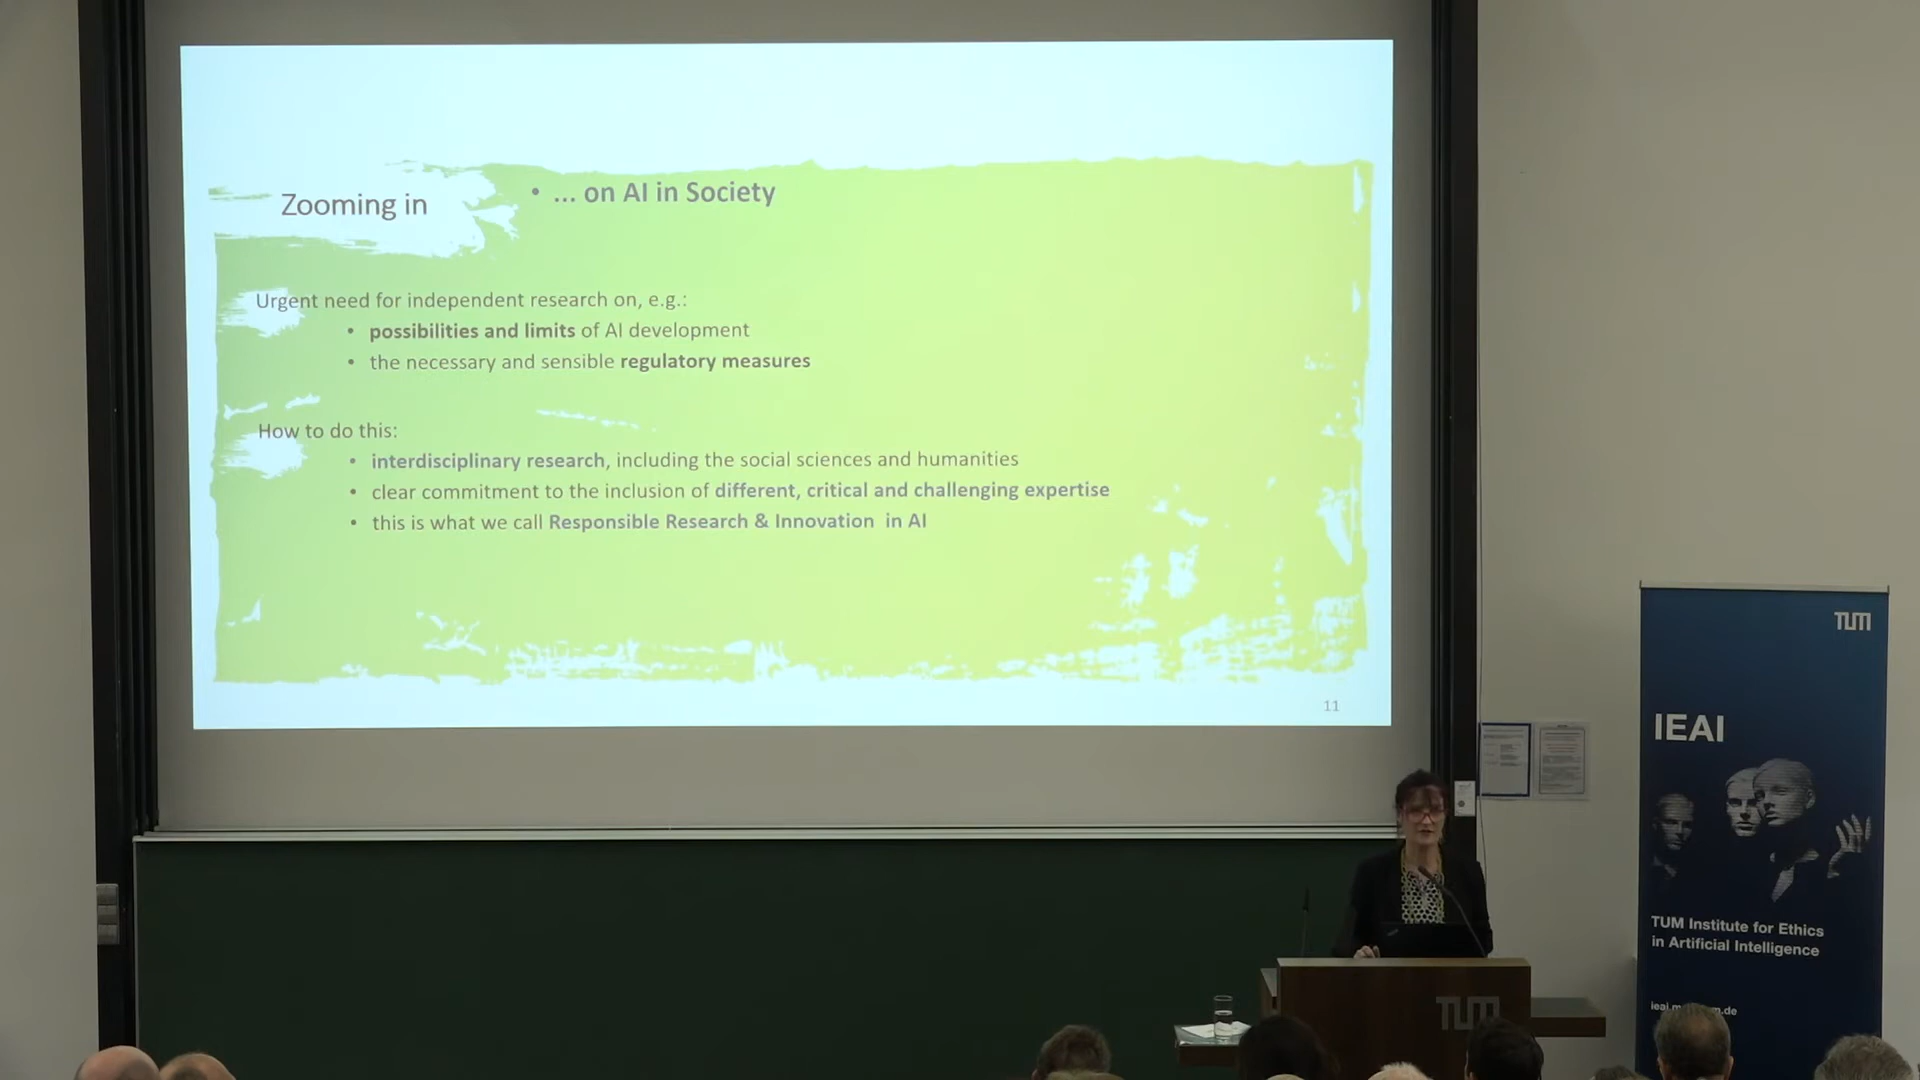 Zooming in
• ... on AI in Society
Urgent need for independent research on, e.g.:
• possibilities and limits of AI development
• the necessary and sensible regulatory measures
How to do this:
• interdisciplinary research, including the social sciences and humanities
• clear commitment to the inclusion of different, critical and challenging expertise
• this is what we call Responsible Research & Innovation in AI
11
TUM
IEAI
TUM Institute for Ethics
in Artificial Intelligence
TUM